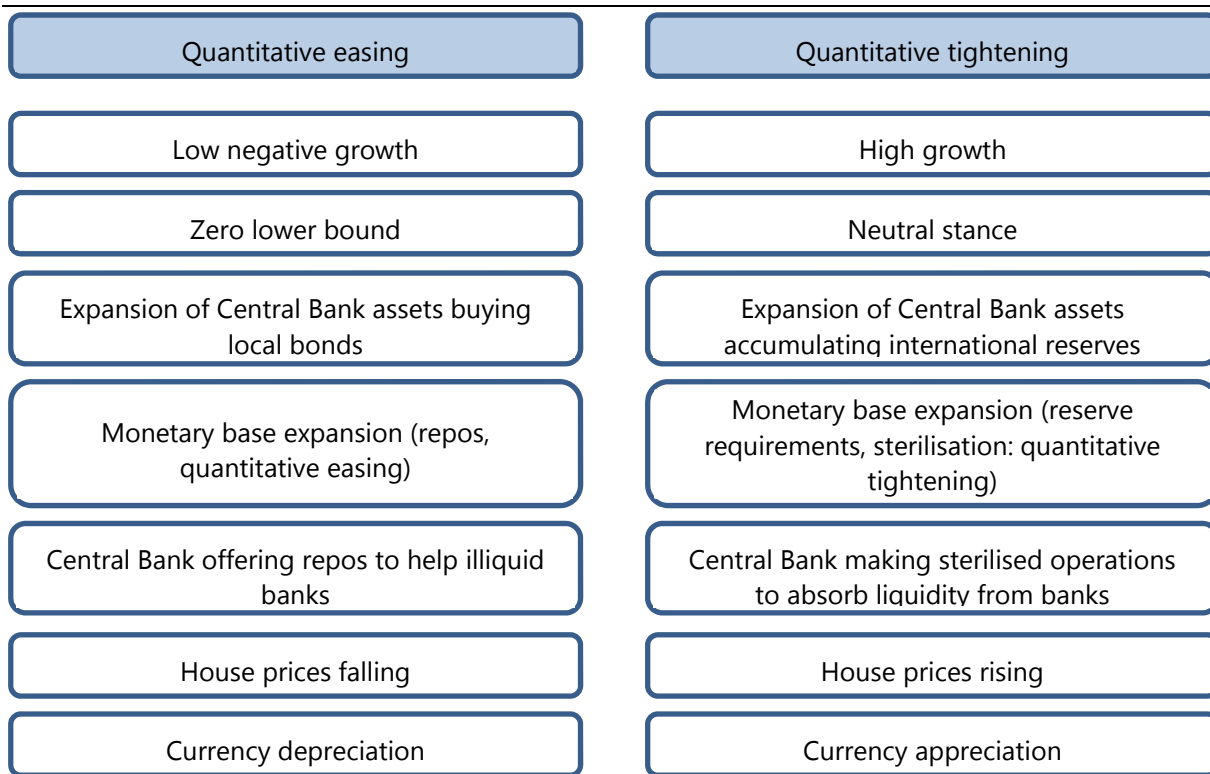 Quantitative easing
Quantitative tightening
Low negative growth
High growth
Zero lower bound
Neutral stance
Expansion of Central Bank assets buying
local bonds
Expansion of Central Bank assets
accumulating international reserves
Monetary base expansion (repos,
quantitative easing)
Monetary base expansion (reserve
requirements, sterilisation: quantitative
tightening)
Central Bank offering repos to help illiquid
banks
Central Bank making sterilised operations
to absorb liquidity from banks
House prices falling
House prices rising
Currency depreciation
Currency appreciation